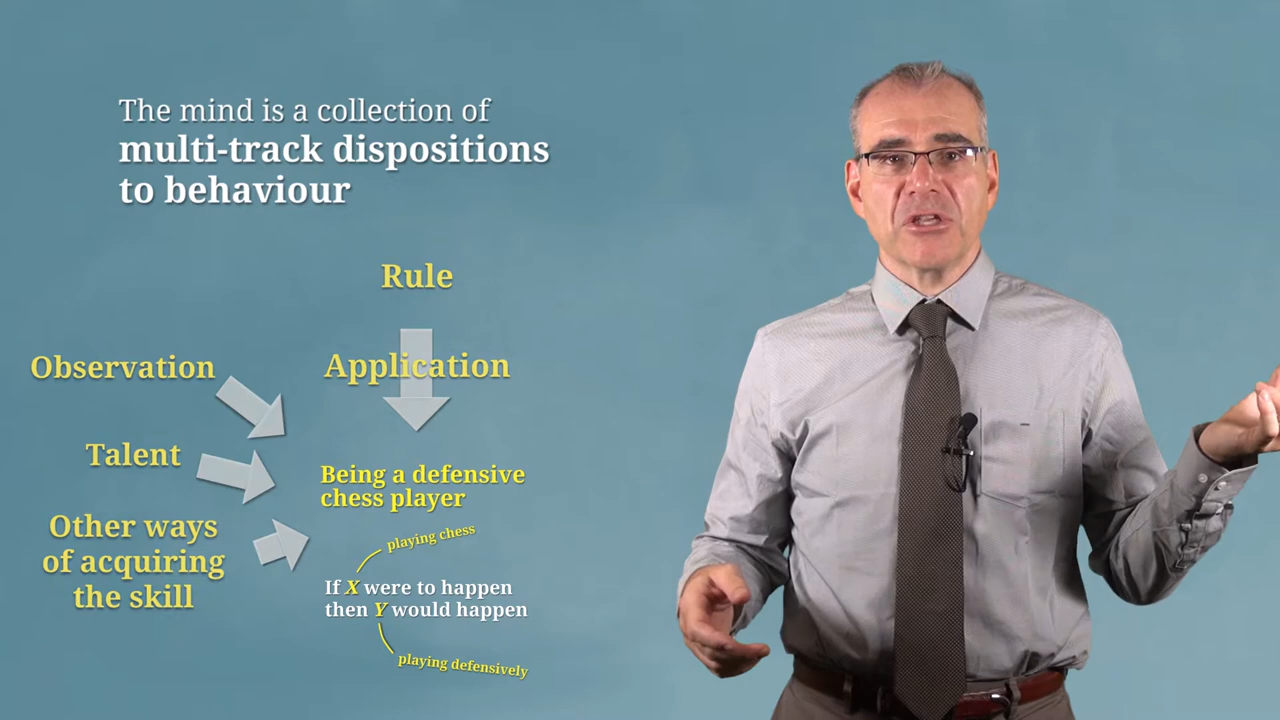 The mind is a collection of
multi-track dispositions
to behaviour
Rule
Application
Observation
Talent
Other ways
of acquiring
the skill
Being a defensive
chess player
playing chess
If X were to happen
then Y would happen
playing defensively